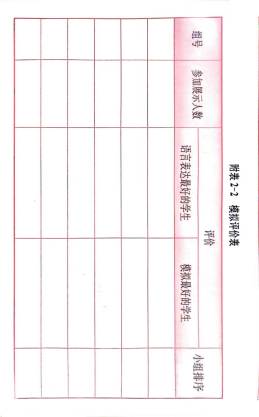 附表 2-2 模拟评价表
组号
参加展示人数
评价
语言表达最好的学生
模拟最好的学生
小组排序